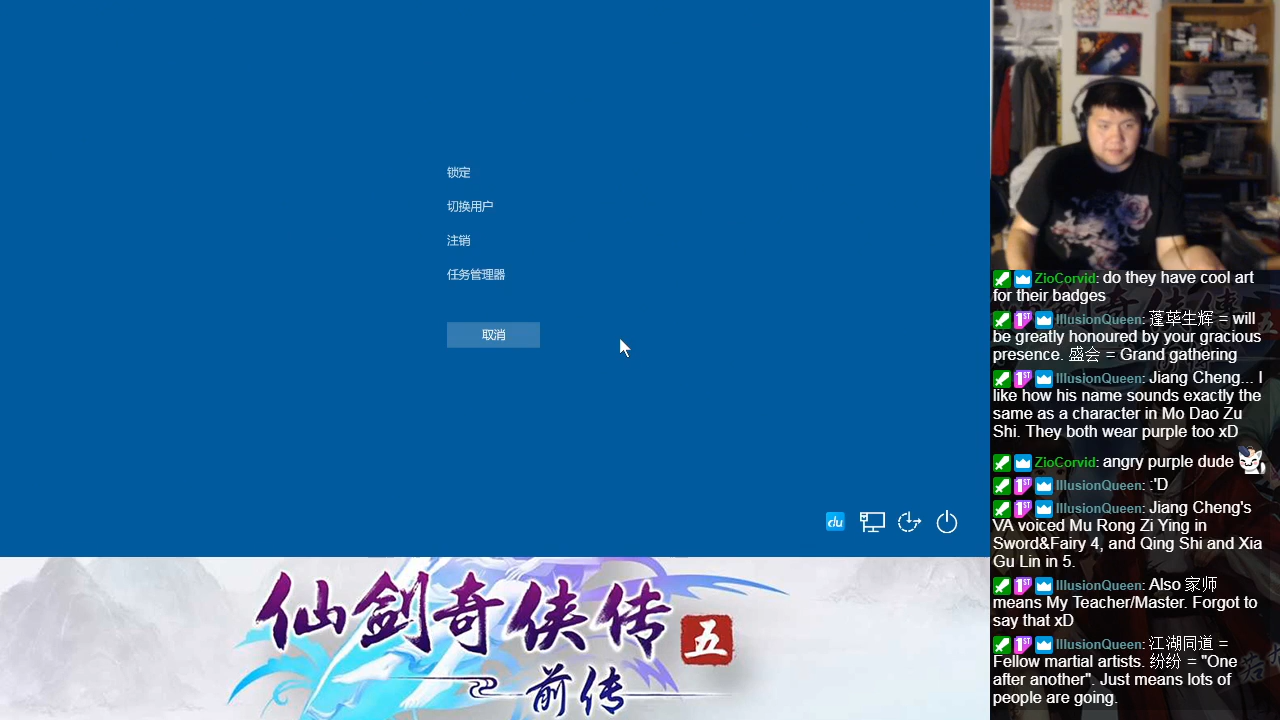 锁定
切换用户
注销
任务管理器
取消
du
仙剑奇侠传
五
前传
ZioCorvid: do they have cool art
for their badges
1ST IllusionQueen: 蓬荜生辉 = will
be greatly honoured by your gracious
presence. 盛会 = Grand gathering
1ST IllusionQueen: Jiang Cheng... I
like how his name sounds exactly the
same as a character in Mo Dao Zu
Shi. They both wear purple too xD
ZioCorvid: angry purple dude
1ST IllusionQueen: :'D
1ST IllusionQueen: Jiang Cheng's
VA voiced Mu Rong Zi Ying in
Sword&Fairy 4, and Qing Shi and Xia
Gu Lin in 5.
1ST IllusionQueen: Also 家师
means My Teacher/Master. Forgot to
say that xD
1ST IllusionQueen: 江湖同道 =
Fellow martial artists. 纷纷 = "One
after another". Just means lots of
people are going.